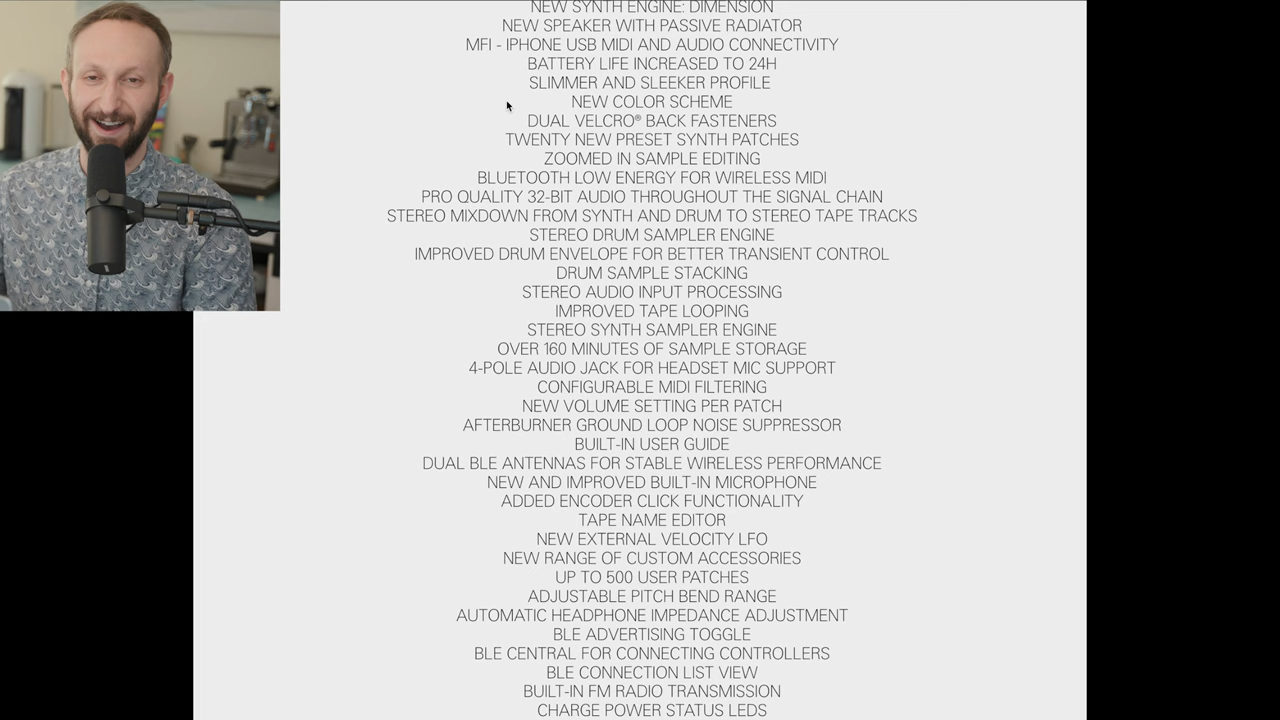 NEW SYNTH ENGINE: DIMENSION
NEW SPEAKER WITH PASSIVE RADIATOR
MFI - IPHONE USB MIDI AND AUDIO CONNECTIVITY
BATTERY LIFE INCREASED TO 24H
SLIMMER AND SLEEKER PROFILE
NEW COLOR SCHEME
DUAL VELCRO® BACK FASTENERS
TWENTY NEW PRESET SYNTH PATCHES
ZOOMED IN SAMPLE EDITING
BLUETOOTH LOW ENERGY FOR WIRELESS MIDI
PRO QUALITY 32-BIT AUDIO THROUGHOUT THE SIGNAL CHAIN
STEREO MIXDOWN FROM SYNTH AND DRUM TO STEREO TAPE TRACKS
STEREO DRUM SAMPLER ENGINE
IMPROVED DRUM ENVELOPE FOR BETTER TRANSIENT CONTROL
DRUM SAMPLE STACKING
STEREO AUDIO INPUT PROCESSING
IMPROVED TAPE LOOPING
STEREO SYNTH SAMPLER ENGINE
OVER 160 MINUTES OF SAMPLE STORAGE
4-POLE AUDIO JACK FOR HEADSET MIC SUPPORT
CONFIGURABLE MIDI FILTERING
NEW VOLUME SETTING PER PATCH
AFTERBURNER GROUND LOOP NOISE SUPPRESSOR
BUILT-IN USER GUIDE
DUAL BLE ANTENNAS FOR STABLE WIRELESS PERFORMANCE
NEW AND IMPROVED BUILT-IN MICROPHONE
ADDED ENCODER CLICK FUNCTIONALITY
TAPE NAME EDITOR
NEW EXTERNAL VELOCITY LFO
NEW RANGE OF CUSTOM ACCESSORIES
UP TO 500 USER PATCHES
ADJUSTABLE PITCH BEND RANGE
AUTOMATIC HEADPHONE IMPEDANCE ADJUSTMENT
BLE ADVERTISING TOGGLE
BLE CENTRAL FOR CONNECTING CONTROLLERS
BLE CONNECTION LIST VIEW
BUILT-IN FM RADIO TRANSMISSION
CHARGE POWER STATUS LEDS